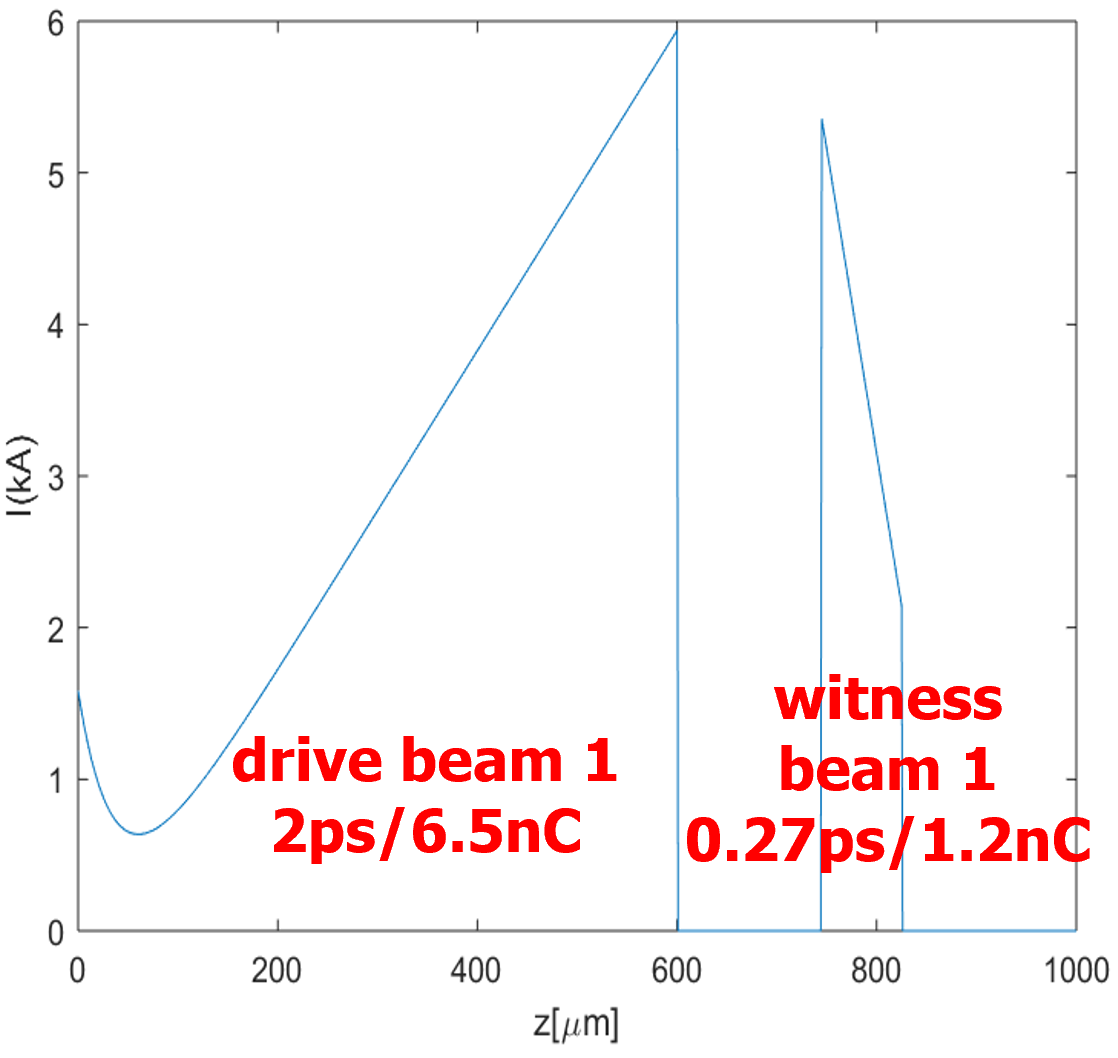 6
5
4
3
2
1
0
I(kA)
drive beam 1
2ps/6.5nC
witness
beam 1
0.27ps/1.2nC
0 200 400 600 800 1000
z[μm]